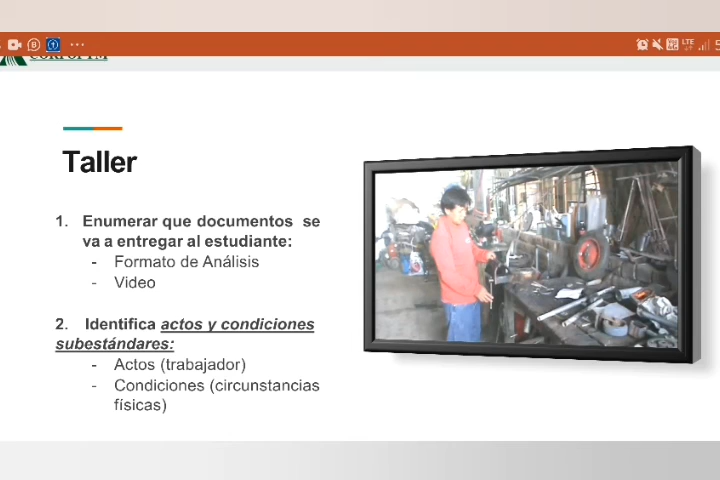 LTE
Taller
1. Enumerar que documentos se
va a entregar al estudiante:
- Formato de Análisis
- Video
2. Identifica actos y condiciones
subestándares:
- Actos (trabajador)
- Condiciones (circunstancias
físicas)